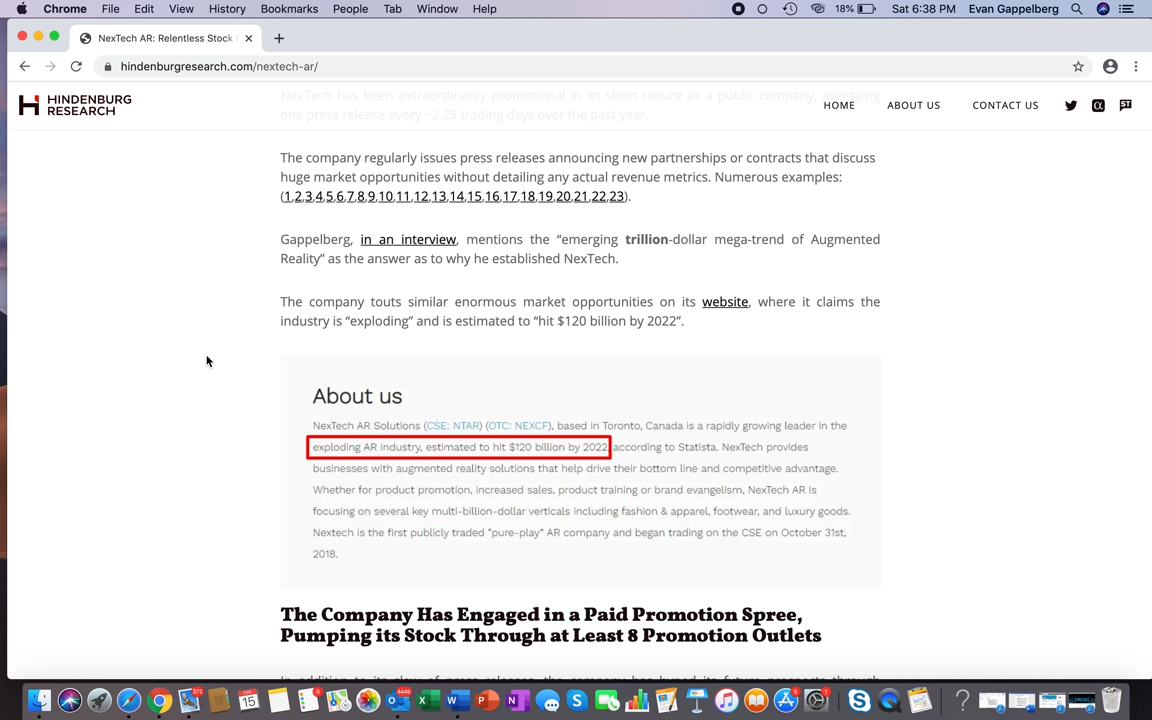 Chrome File Edit View History Bookmarks People Tab Window Help 18% Sat 6:38 PM Evan Gappelberg
NexTech AR: Relentless Stock
hindenburgresearch.com/nextech-ar/
HINDENBURG
RESEARCH
HOME ABOUT US CONTACT US
NexTech has been extraordinarily promotional in its short tenure as a public company, averaging
one press release every ~2.25 trading days over the past year.
The company regularly issues press releases announcing new partnerships or contracts that discuss
huge market opportunities without detailing any actual revenue metrics. Numerous examples:
(1,2,3,4,5,6,7,8,9,10,11,12,13,14,15,16,17,18,19,20,21,22,23).
Gappelberg, in an interview, mentions the “emerging trillion-dollar mega-trend of Augmented
Reality” as the answer as to why he established NexTech.
The company touts similar enormous market opportunities on its website, where it claims the
industry is “exploding” and is estimated to “hit $120 billion by 2022”.
About us
NexTech AR Solutions (CSE: NTAR) (OTC: NEXCF), based in Toronto, Canada is a rapidly growing leader in the
exploding AR industry, estimated to hit $120 billion by 2022 according to Statista. NexTech provides
businesses with augmented reality solutions that help drive their bottom line and competitive advantage.
Whether for product promotion, increased sales, product training or brand evangelism, NexTech AR is
focusing on several key multi-billion-dollar verticals including fashion & apparel, footwear, and luxury goods.
Nextech is the first publicly traded “pure-play” AR company and began trading on the CSE on October 31st,
2018.
The Company Has Engaged in a Paid Promotion Spree,
Pumping its Stock Through at Least 8 Promotion Outlets